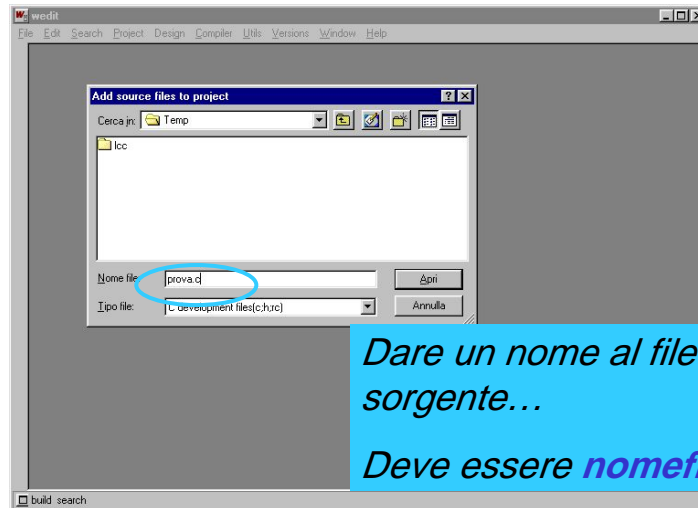 wedit
File Edit Search Project Design Compiler Utils Versions Window Help
Add source files to project
Cerca in: Temp
lcc
Nome file: prova.c Apri
Tipo file: C development files(c;h;rc) Annulla
Dare un nome al file
sorgente…
Deve essere
build search